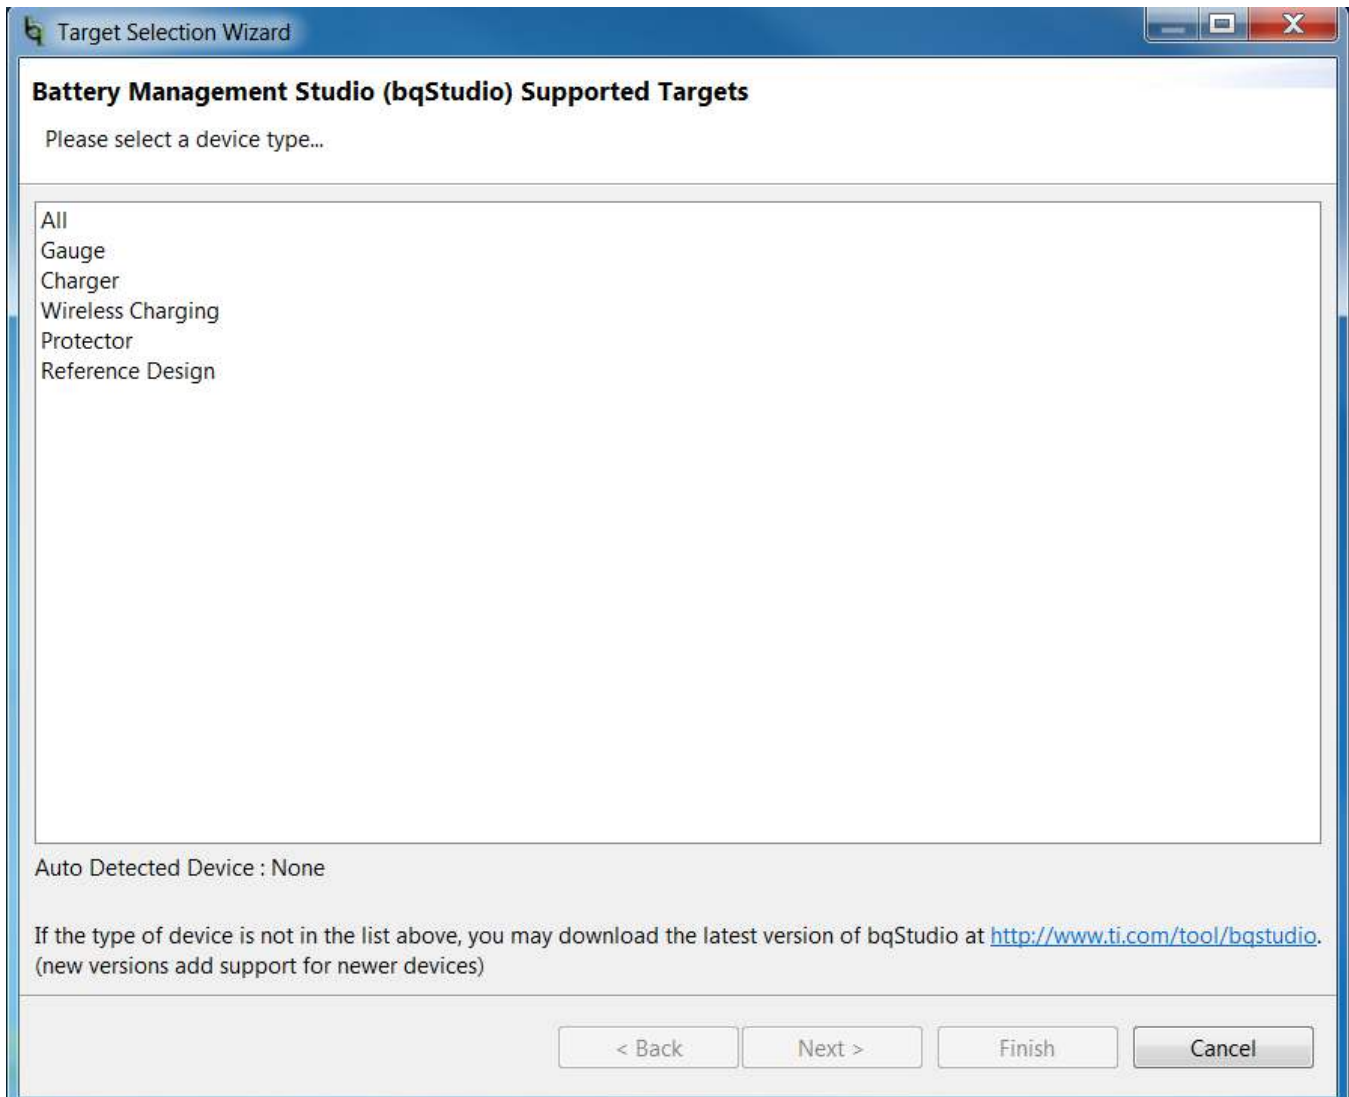 Target Selection Wizard
Battery Management Studio (bqStudio) Supported Targets
Please select a device type...
All
Gauge
Charger
Wireless Charging
Protector
Reference Design
Auto Detected Device : None
If the type of device is not in the list above, you may download the latest version of bqStudio at http://www.ti.com/tool/bqstudio.
(new versions add support for newer devices)
< Back
Next >
Finish
Cancel